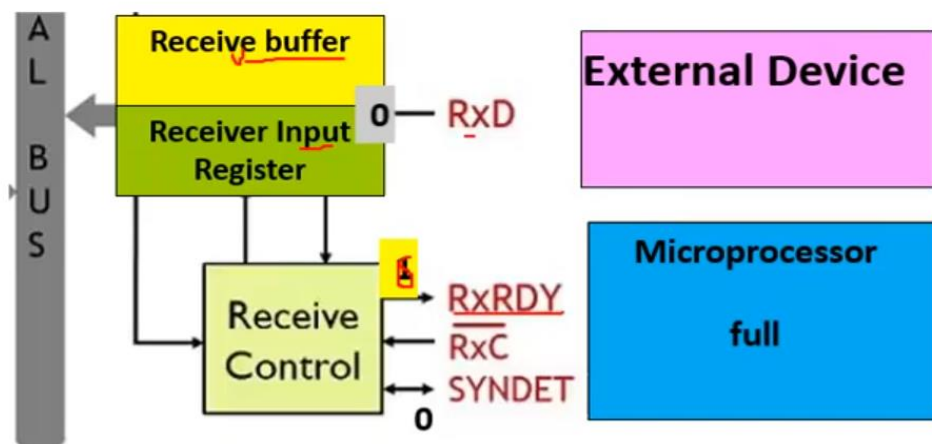 A
L
B
U
S
Receive buffer
Receiver Input
Register
0
RxD
External Device
Receive
Control
RxRDY
RxC
SYNDET
0
Microprocessor
full